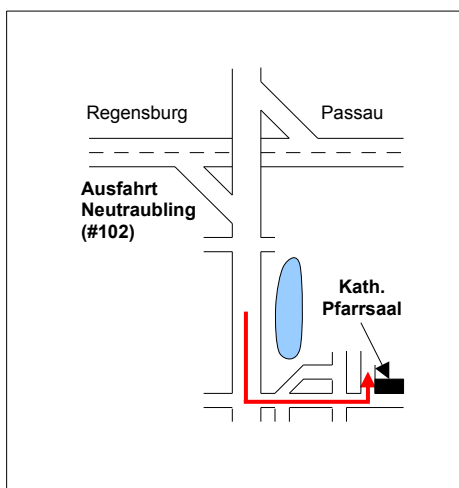 Regensburg
Passau
Ausfahrt
Neutraubling
(#102)
Kath.
Pfarrsaal